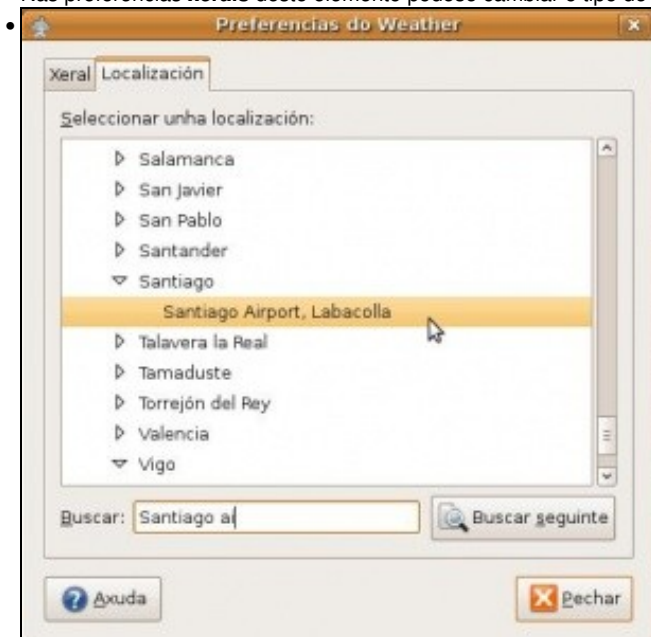 Preferencias do Weather
Xeral Localización
Seleccionar unha localización:
Salamanca
San Javier
San Pablo
Santander
Santiago
Santiago Airport, Labacolla
Talavera la Real
Tamaduste
Torrejón del Rey
Valencia
Vigo
Buscar: Santiago ai Buscar seguinte
Axuda Pechar